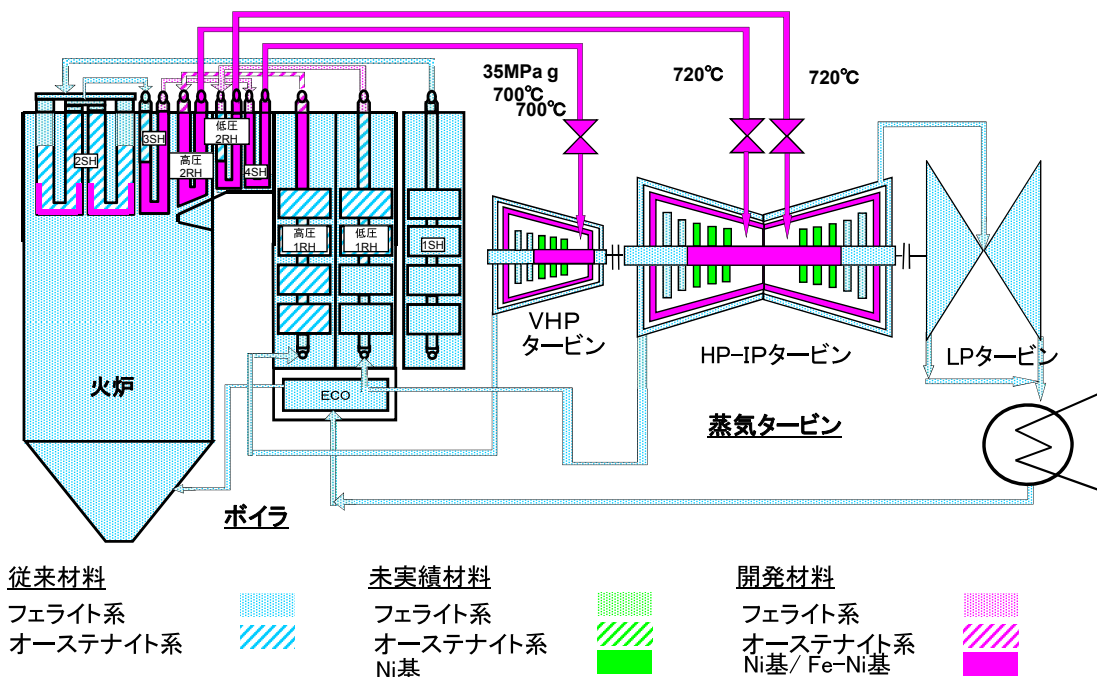 35MPa g
700℃
700℃
720℃
720℃
3SH
低圧
2RH
2SH
高圧
2RH
4SH
高圧
1RH
低圧
1RH
1SH
VHP
タービン
HP-IPタービン
LPタービン
火炉
ECO
蒸気タービン
ボイラ
従来材料
フェライト系
オーステナイト系
未実績材料
フェライト系
オーステナイト系
Ni基
開発材料
フェライト系
オーステナイト系
Ni基/ Fe-Ni基